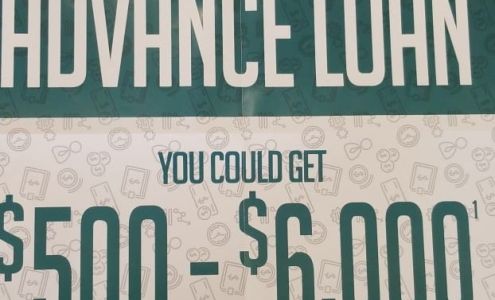 ADVANCE LOAN
YOU COULD GET
$500 - $6,000¹